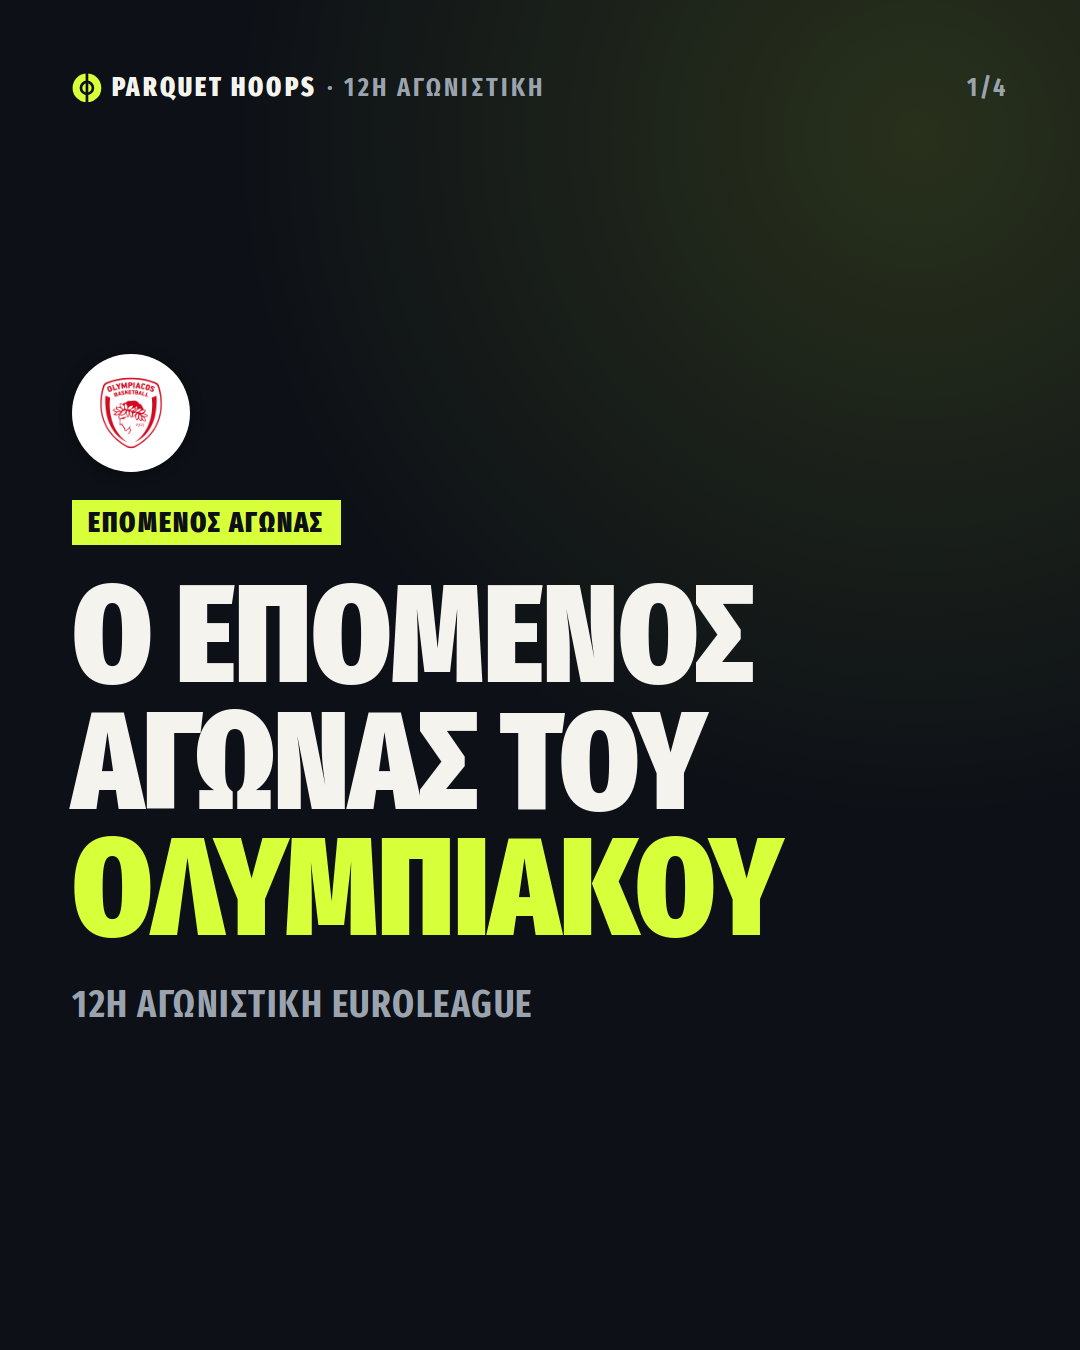 PARQUET HOOPS · 12Η ΑΓΩΝΙΣΤΙΚΗ
1/4
OLYMPIACOS
BASKETBALL
ΕΠΟΜΕΝΟΣ ΑΓΩΝΑΣ
Ο ΕΠΟΜΕΝΟΣ
ΑΓΩΝΑΣ ΤΟΥ
ΟΛΥΜΠΙΑΚΟΥ
12Η ΑΓΩΝΙΣΤΙΚΗ EUROLEAGUE